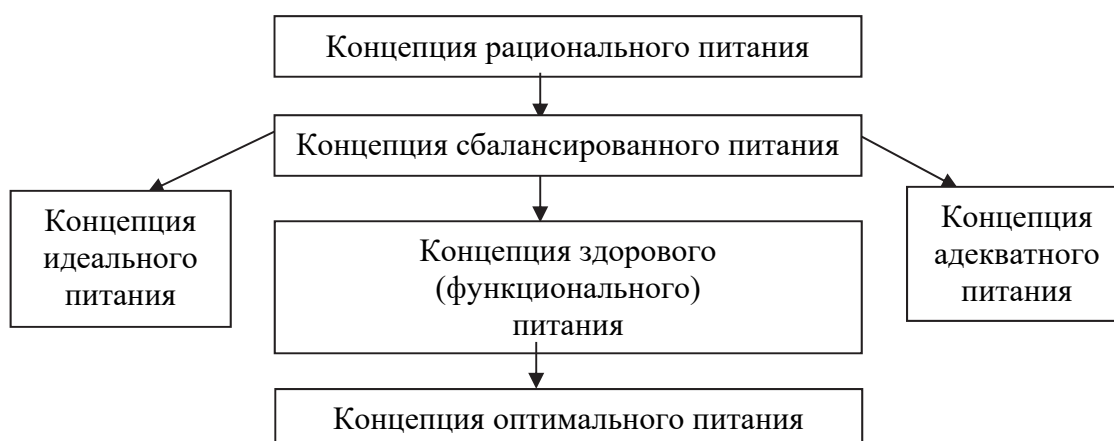 Концепция рационального питания
Концепция сбалансированного питания
Концепция
идеального
питания
Концепция здорового
(функционального)
питания
Концепция
адекватного
питания
Концепция оптимального питания